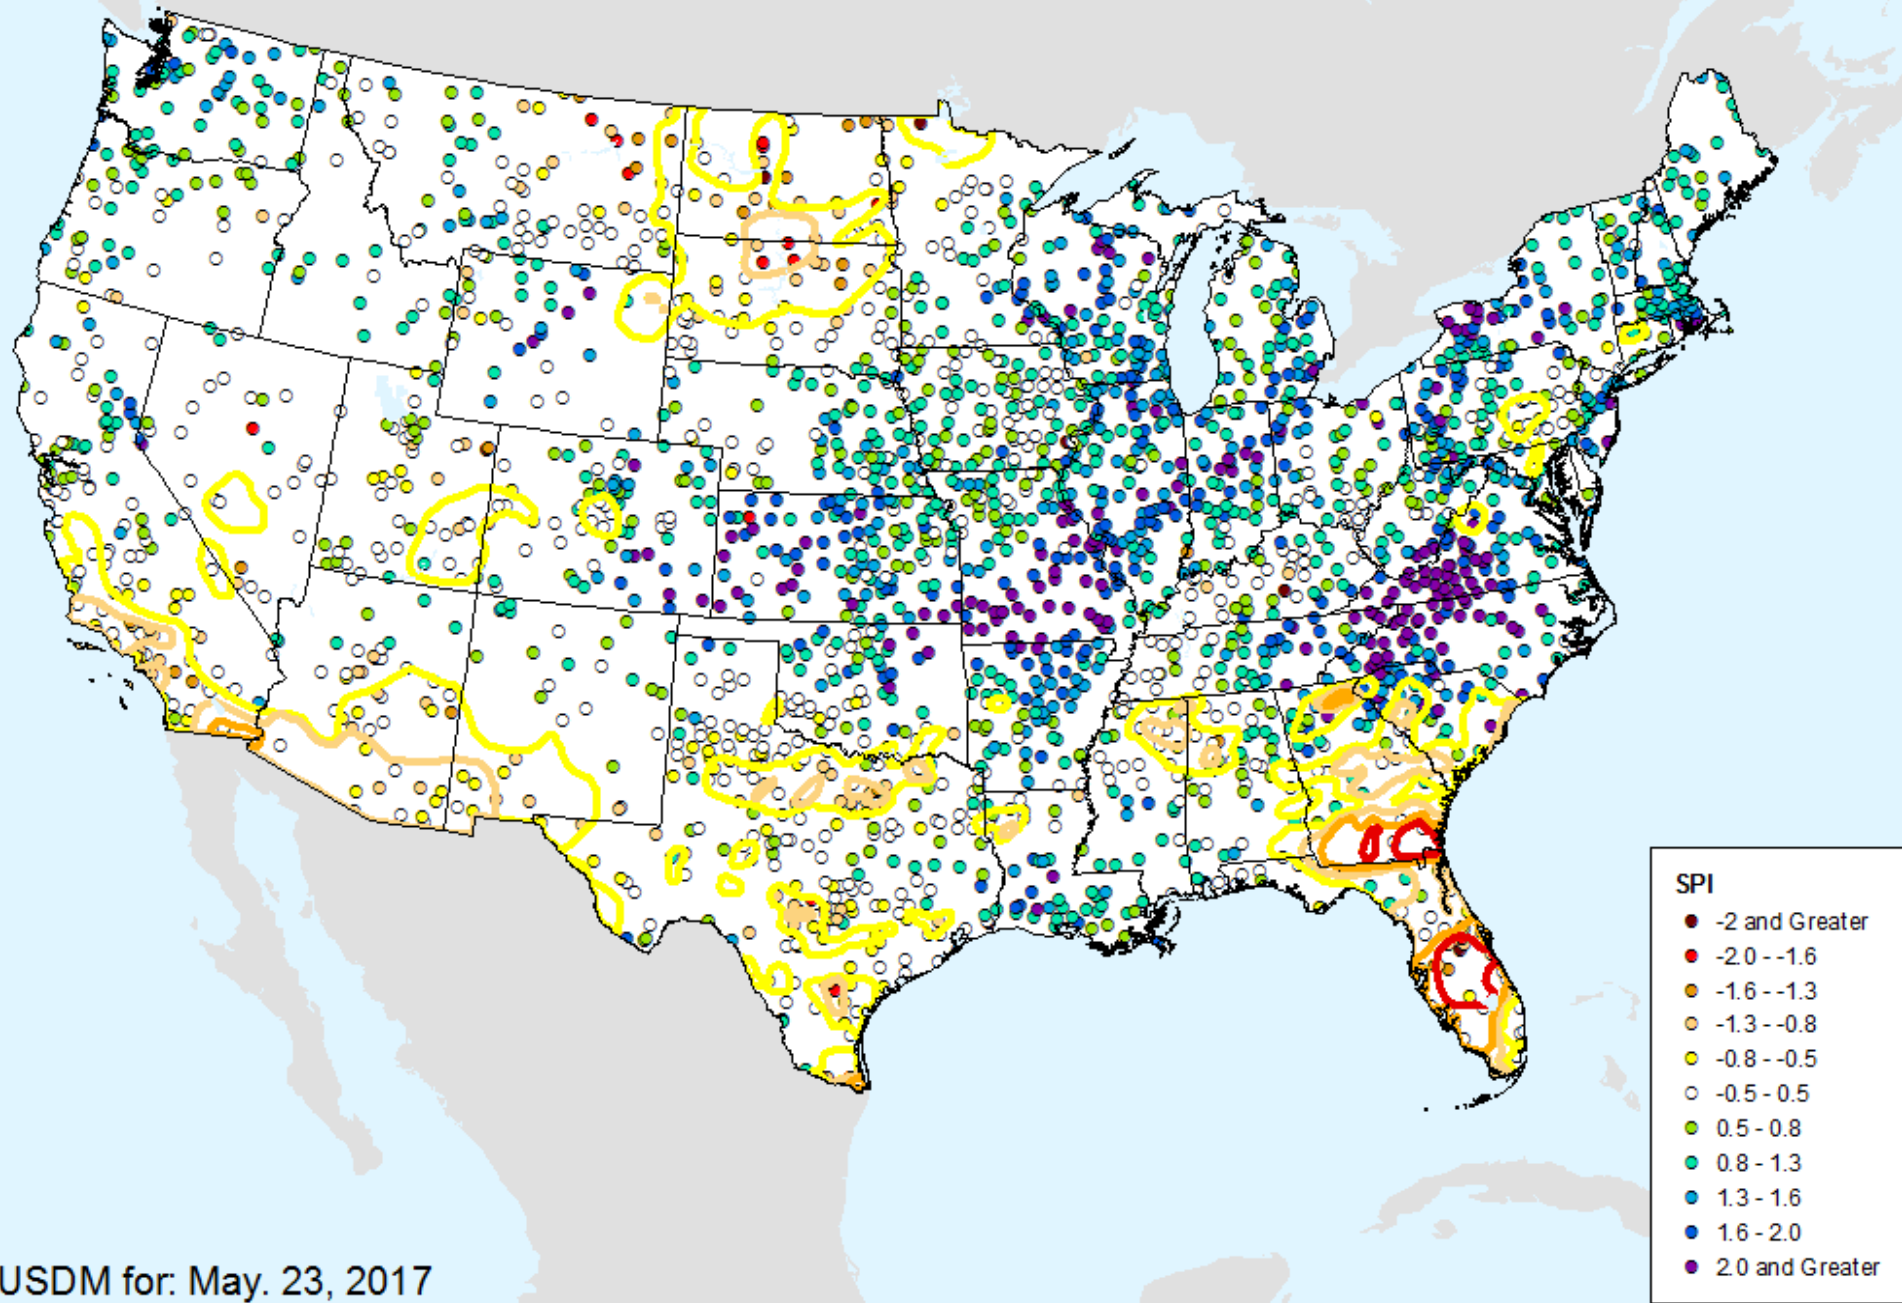 SPI
-2 and Greater
-2.0 - -1.6
-1.6 - -1.3
-1.3 - -0.8
-0.8 - -0.5
-0.5 - 0.5
0.5 - 0.8
0.8 - 1.3
1.3 - 1.6
1.6 - 2.0
2.0 and Greater
USDM for: May. 23, 2017